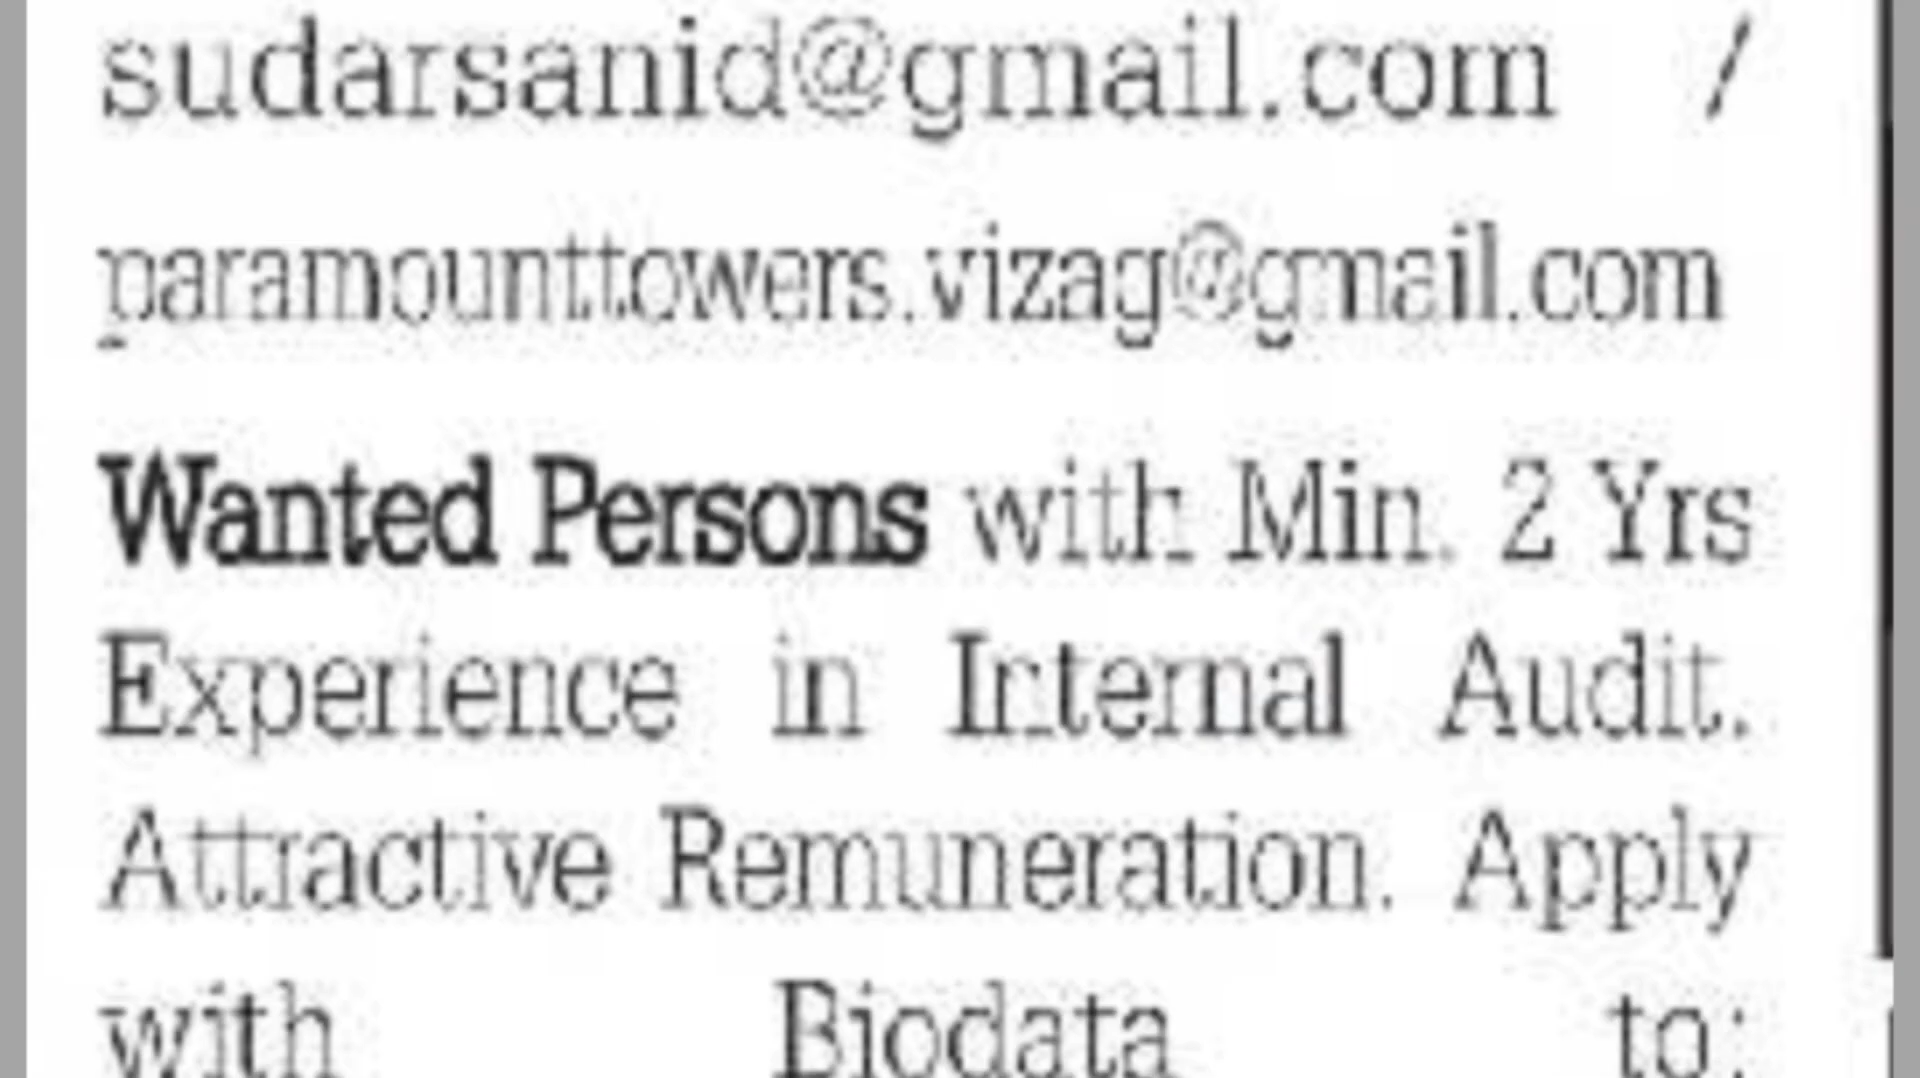 sudarsanid@gmail.com /
paramounttowers.vizag@gmail.com
Wanted Persons with Min. 2 Yrs
Experience in Internal Audit.
Attractive Remuneration. Apply
with Biodata to: